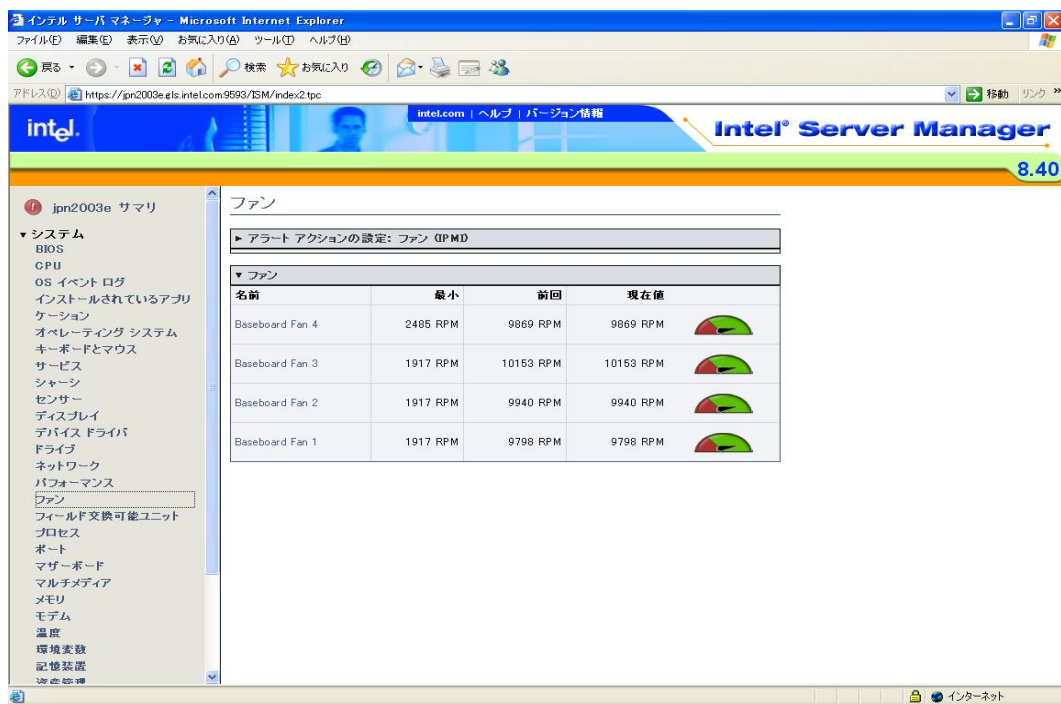 インテル サーバ マネージャ - Microsoft Internet Explorer
ファイル(F) 編集(E) 表示(V) お気に入り(A) ツール(T) ヘルプ(H)
戻る 検索 お気に入り
アドレス(D) https://jpn2003e.gls.intel.com:9593/ISM/index2.tpc 移動 リンク »
intel.
intel.com | ヘルプ | バージョン情報
Intel® Server Manager
8.40
jpn2003e サマリ
▼システム
BIOS
CPU
OS イベント ログ
インストールされているアプリ
ケーション
オペレーティング システム
キーボードとマウス
サービス
シャーシ
センサー
ディスプレイ
デバイス ドライバ
ドライブ
ネットワーク
パフォーマンス
ファン
フィールド交換可能ユニット
プロセス
ポート
マザーボード
マルチメディア
メモリ
モデム
温度
環境変数
記憶装置
資産管理
ファン
► アラート アクションの設定: ファン (IPMI)
▼ ファン
名前 最小 前回 現在値
Baseboard Fan 4 2485 RPM 9869 RPM 9869 RPM
Baseboard Fan 3 1917 RPM 10153 RPM 10153 RPM
Baseboard Fan 2 1917 RPM 9940 RPM 9940 RPM
Baseboard Fan 1 1917 RPM 9798 RPM 9798 RPM
インターネット